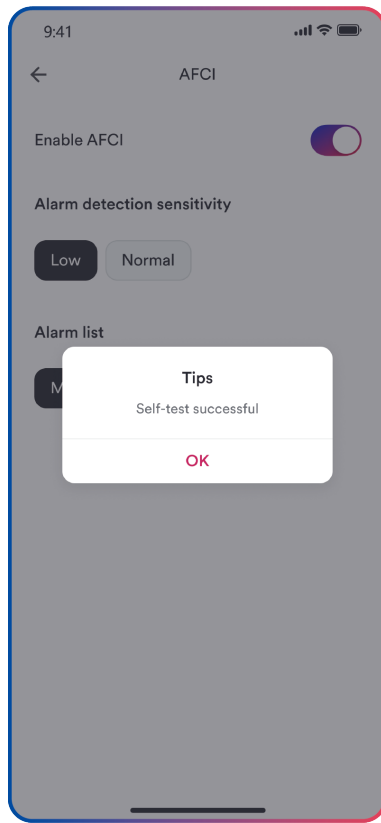 9:41
AFCI
Enable AFCI
Alarm detection sensitivity
Low
Normal
Alarm list
Tips
Self-test successful
OK